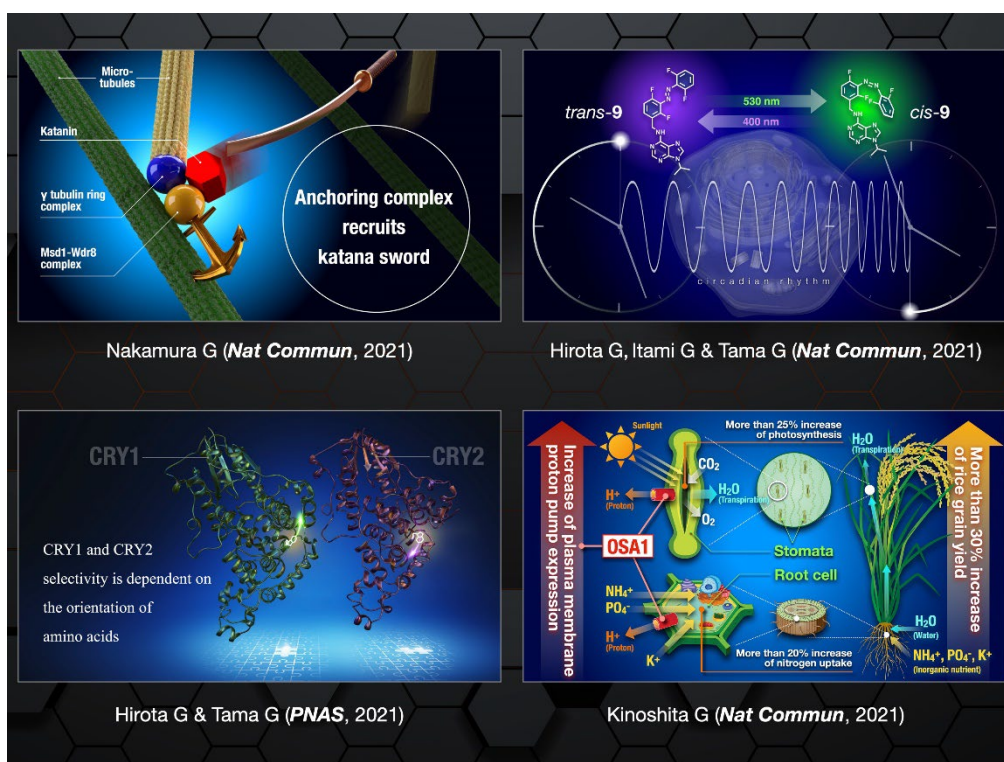 Micro-
tubules
Katanin
γ tubulin ring
complex
Msd1-Wdr8
complex
Anchoring complex
recruits
katana sword
Nakamura G (Nat Commun, 2021)
trans-9
530 nm
400 nm
cis-9
F
F
N
N
F
F
NH
N
N
N
N
F
F
N
N
F
F
NH
N
N
N
N
circadian rhythm
Hirota G, Itami G & Tama G (Nat Commun, 2021)
CRY1
CRY2
CRY1 and CRY2
selectivity is dependent on
the orientation of
amino acids
Hirota G & Tama G (PNAS, 2021)
Increase of plasma membrane
proton pump expression
Sunlight
More than 25% increase
of photosynthesis
H₂O
(Transpiration)
CO₂
H⁺
(Proton)
H₂O
(Transpiration)
O₂
OSA1
Stomata
Root cell
NH₄⁺
PO₄⁻
H⁺
(Proton)
K⁺
More than 20% increase
of nitrogen uptake
H₂O
(Water)
NH₄⁺, PO₄⁻, K⁺
(Inorganic nutrient)
More than 30% increase
of rice grain yield
Kinoshita G (Nat Commun, 2021)